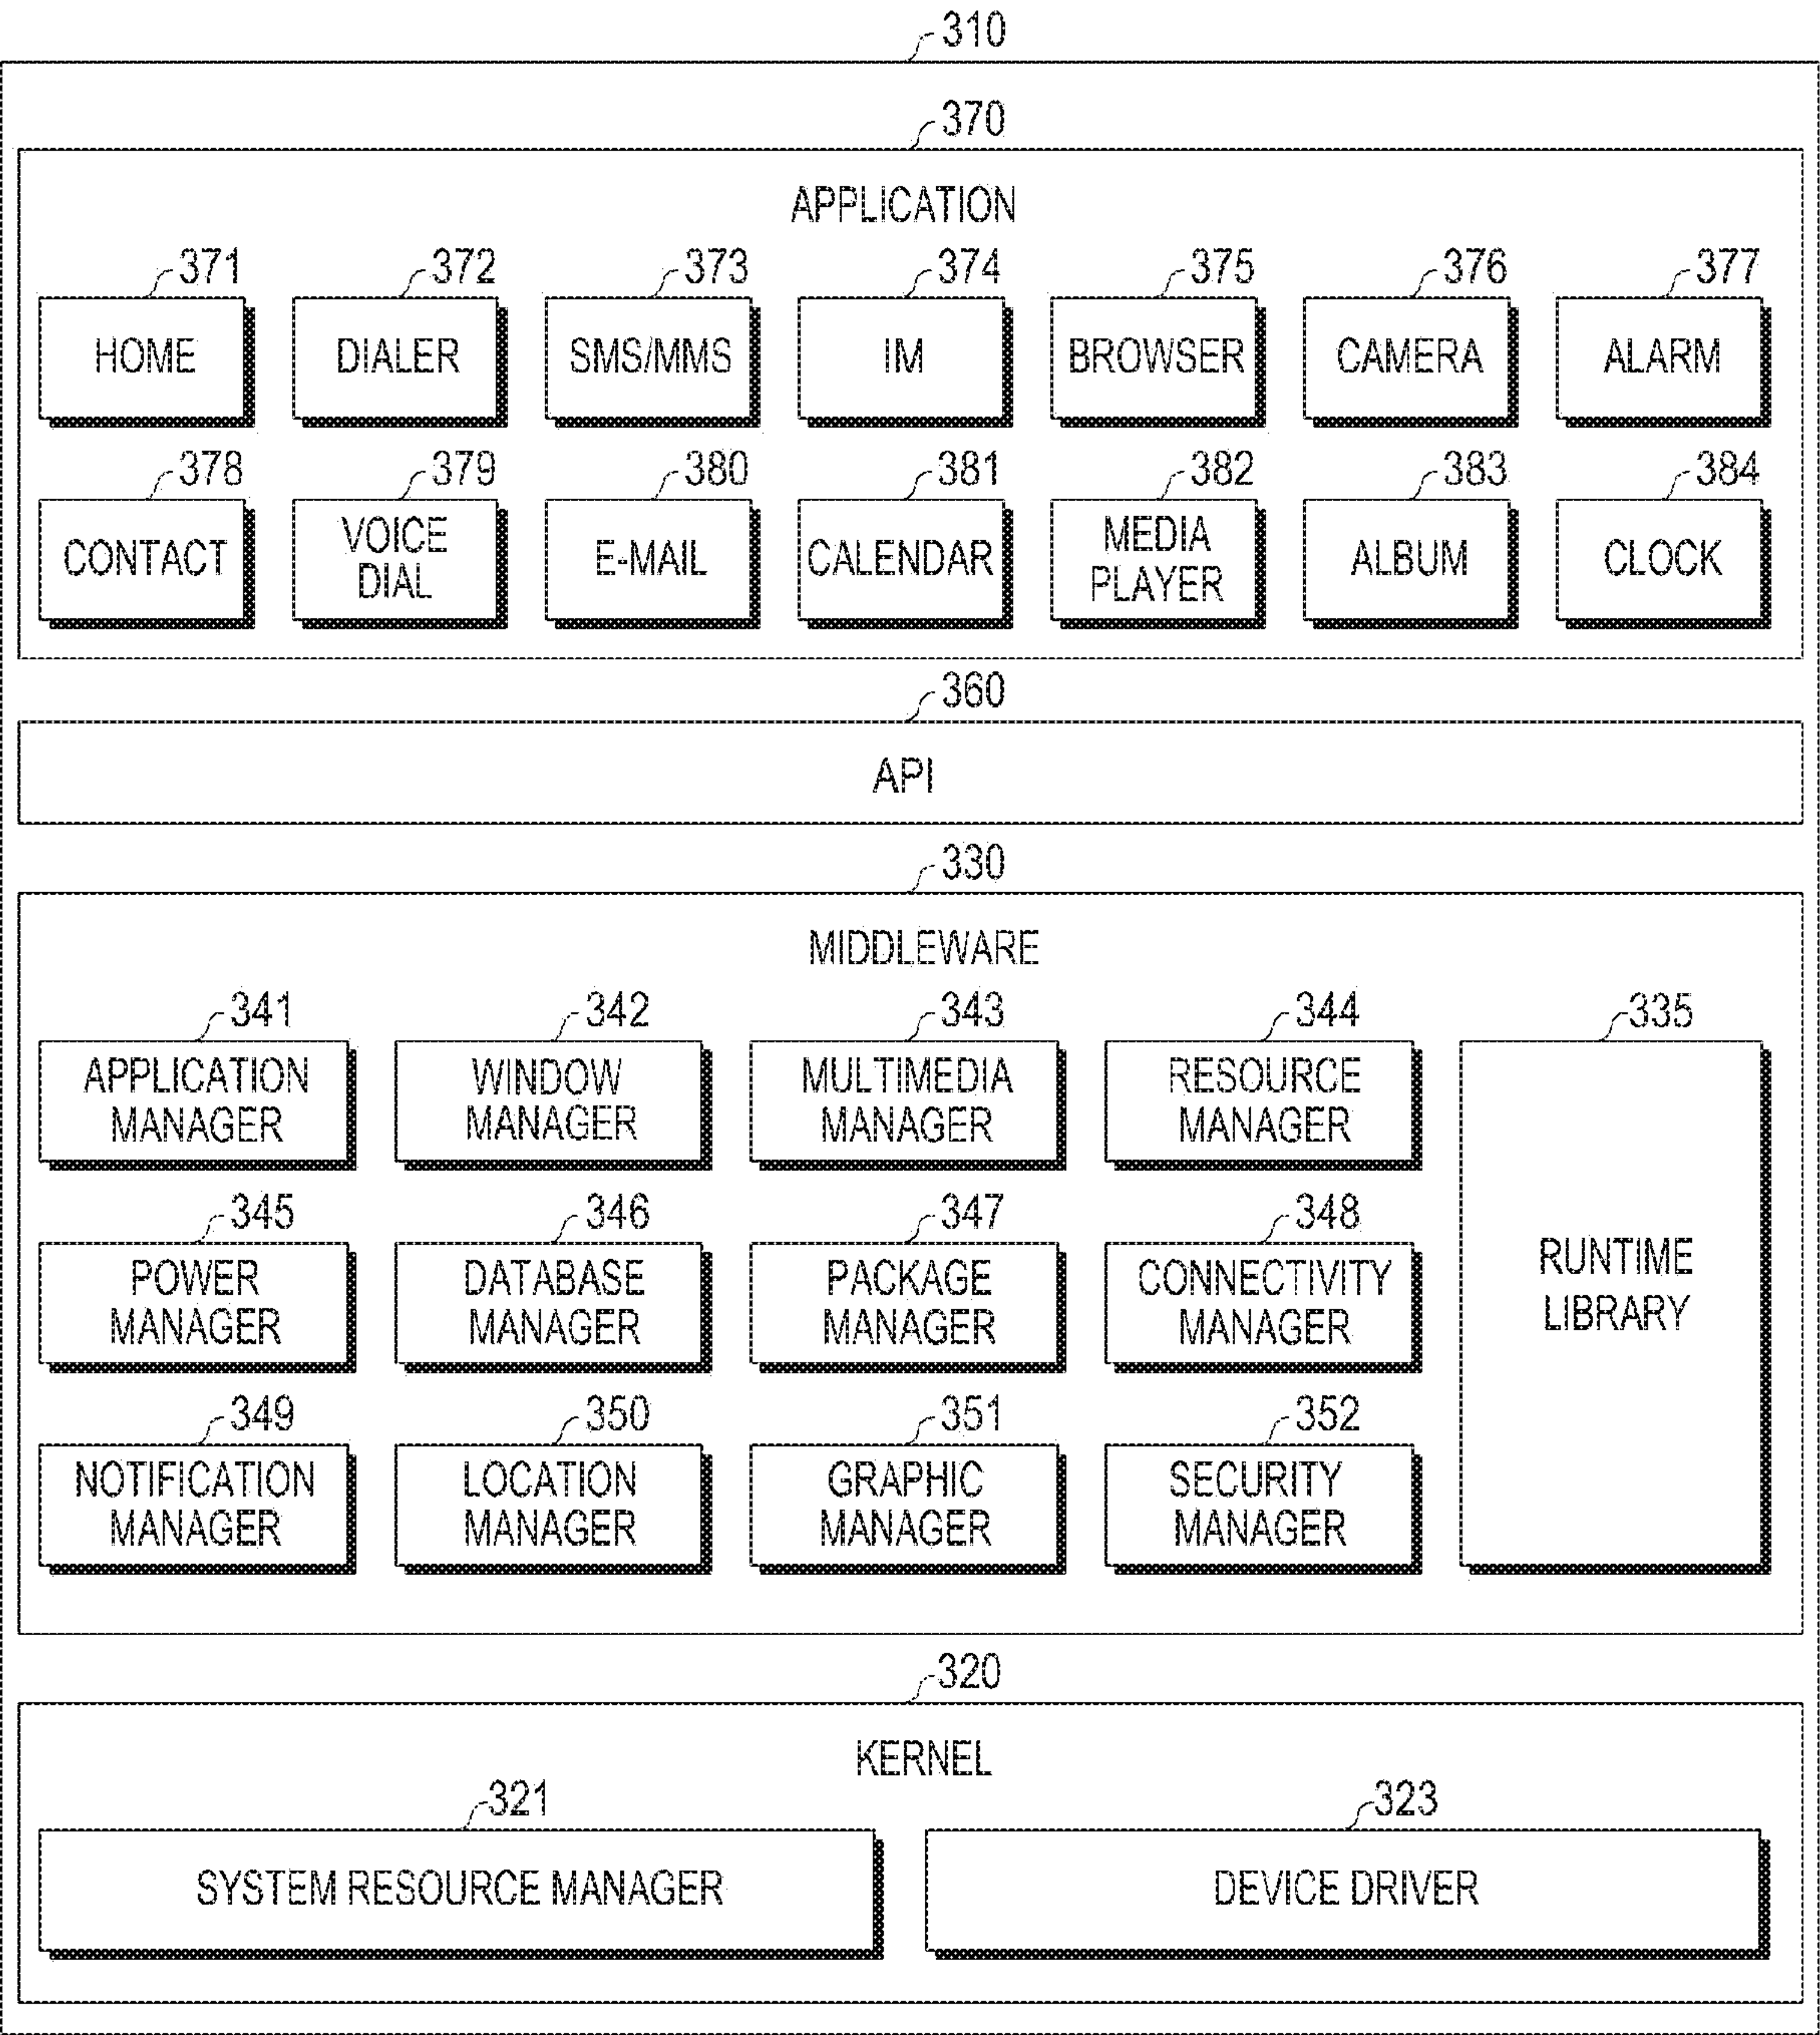 310
370
APPLICATION
371 372 373 374 375 376 377
HOME DIALER SMS/MMS IM BROWSER CAMERA ALARM
378 379 380 381 382 383 384
CONTACT
VOICE
DIAL
E-MAIL
CALENDAR
MEDIA
PLAYER
ALBUM
CLOCK
360
API
330
MIDDLEWARE
341 342 343 344 335
APPLICATION
MANAGER
WINDOW
MANAGER
MULTIMEDIA
MANAGER
RESOURCE
MANAGER
345 346 347 348
POWER
MANAGER
DATABASE
MANAGER
PACKAGE
MANAGER
CONNECTIVITY
MANAGER
RUNTIME
LIBRARY
349 350 351 352
NOTIFICATION
MANAGER
LOCATION
MANAGER
GRAPHIC
MANAGER
SECURITY
MANAGER
320
KERNEL
321 323
SYSTEM RESOURCE MANAGER
DEVICE DRIVER